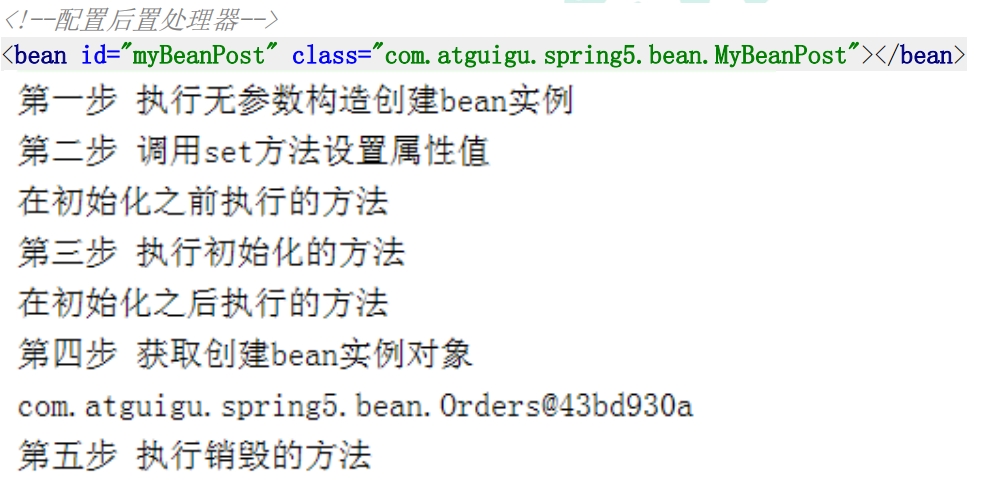 <!--配置后置处理器-->
<bean id="myBeanPost" class="com.atguigu.spring5.bean.MyBeanPost"></bean>
第一步 执行无参数构造创建bean实例
第二步 调用set方法设置属性值
在初始化之前执行的方法
第三步 执行初始化的方法
在初始化之后执行的方法
第四步 获取创建bean实例对象
com.atguigu.spring5.bean.Orders@43bd930a
第五步 执行销毁的方法